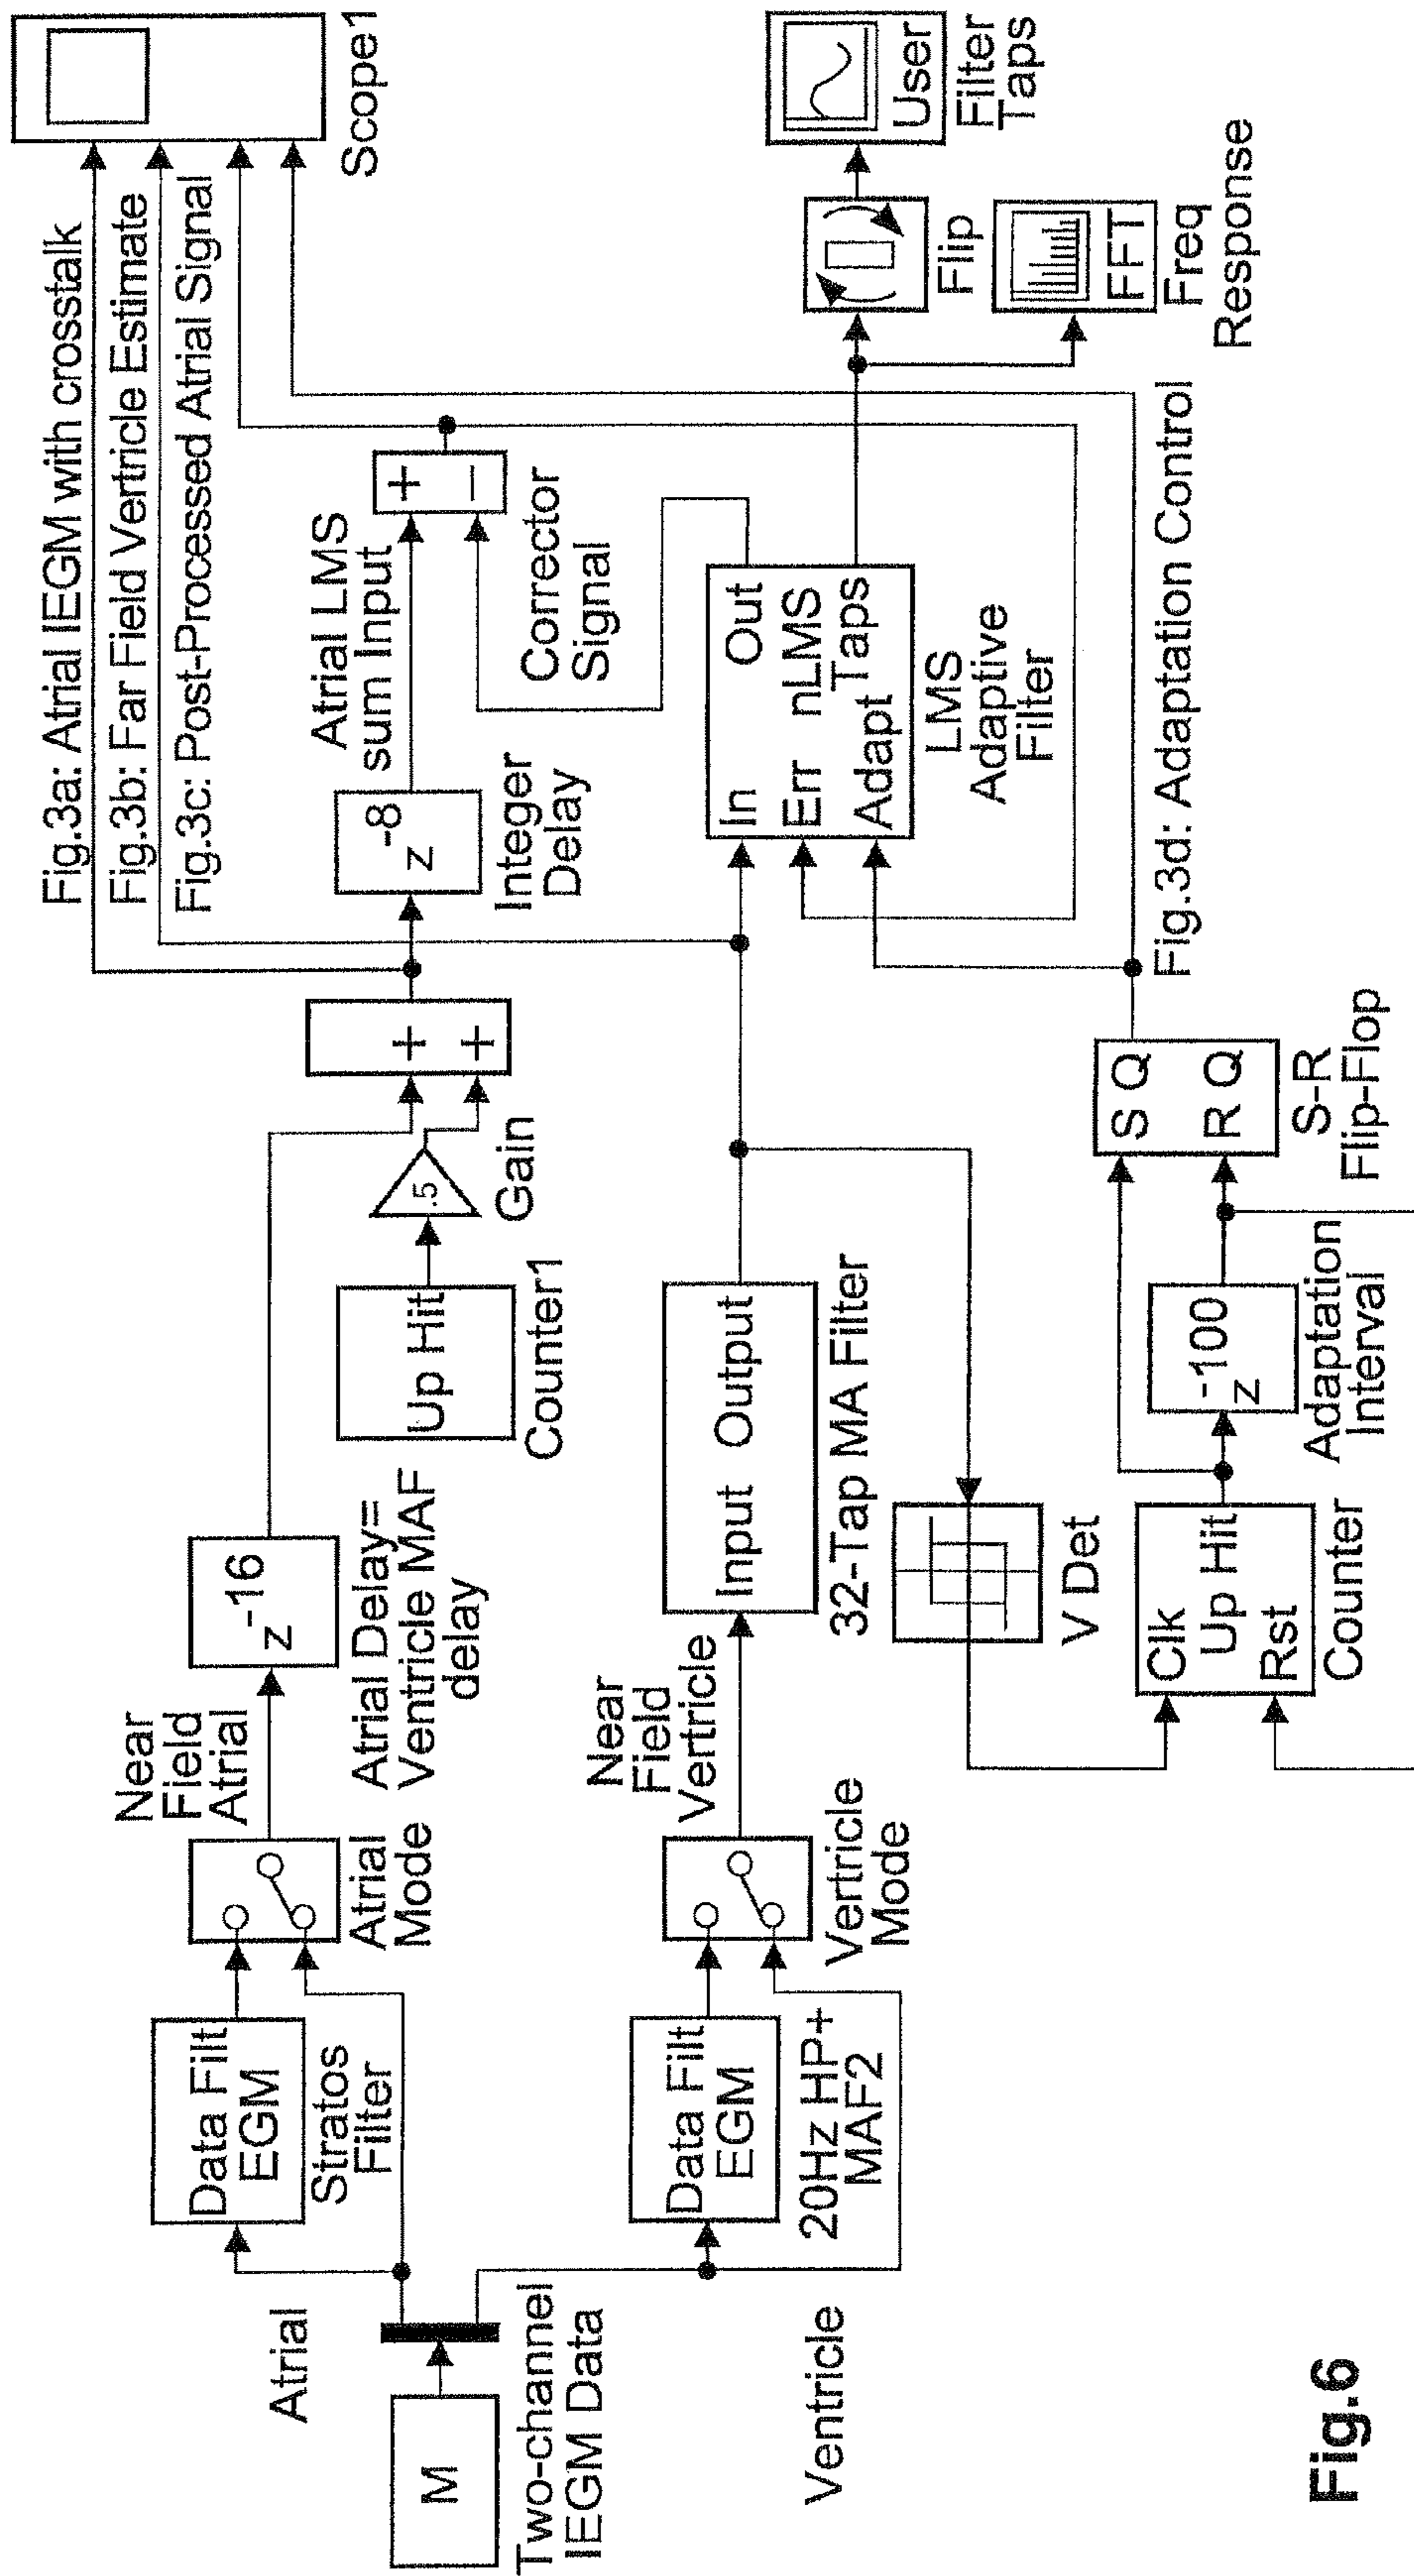 Fig.3a: Atrial IEGM with crosstalk
Fig.3b: Far Field Verticle Estimate
Fig.3c: Post-Processed Atrial Signal
Scope1
Atrial
Data Filt
EGM
Stratos
Filter
Atrial
Mode
Near
Field
Atrial
z -16
Atrial Delay=
Ventricle MAF
delay
Up Hit
Counter1
.5
Gain
+
+
z -8
Integer
Delay
Atrial LMS
sum Input
+
−
Corrector
Signal
M
Two-channel
IEGM Data
Ventricle
Data Filt
EGM
20Hz HP+
MAF2
Verticle
Mode
Near
Field
Verticle
Input Output
32-Tap MA Filter
In Out
Err nLMS
Taps
Adapt
LMS
Adaptive
Filter
Flip
User
Filter
Taps
FFT
Freq
Response
V Det
Clk
Up Hit
Rst
Counter
z -100
Adaptation
Interval
S Q
R Q
S-R
Flip-Flop
Fig.3d: Adaptation Control
Fig.6